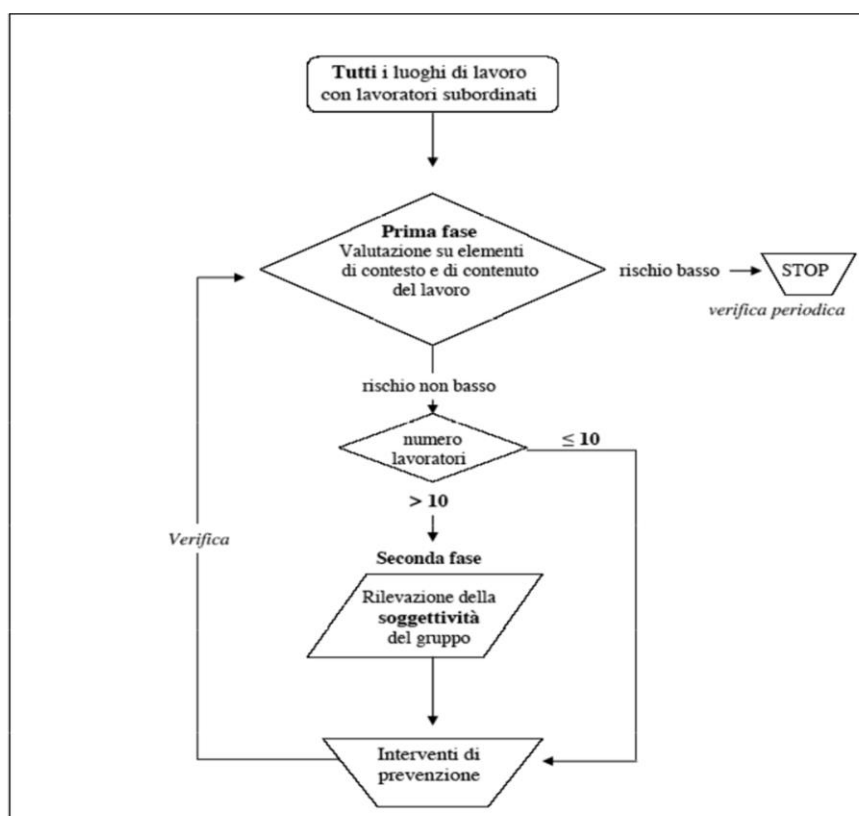 Tutti i luoghi di lavoro
con lavoratori subordinati
Prima fase
Valutazione su elementi
di contesto e di contenuto
del lavoro
rischio basso
STOP
verifica periodica
rischio non basso
numero
lavoratori
≤ 10
> 10
Verifica
Seconda fase
Rilevazione della
soggettività
del gruppo
Interventi di
prevenzione